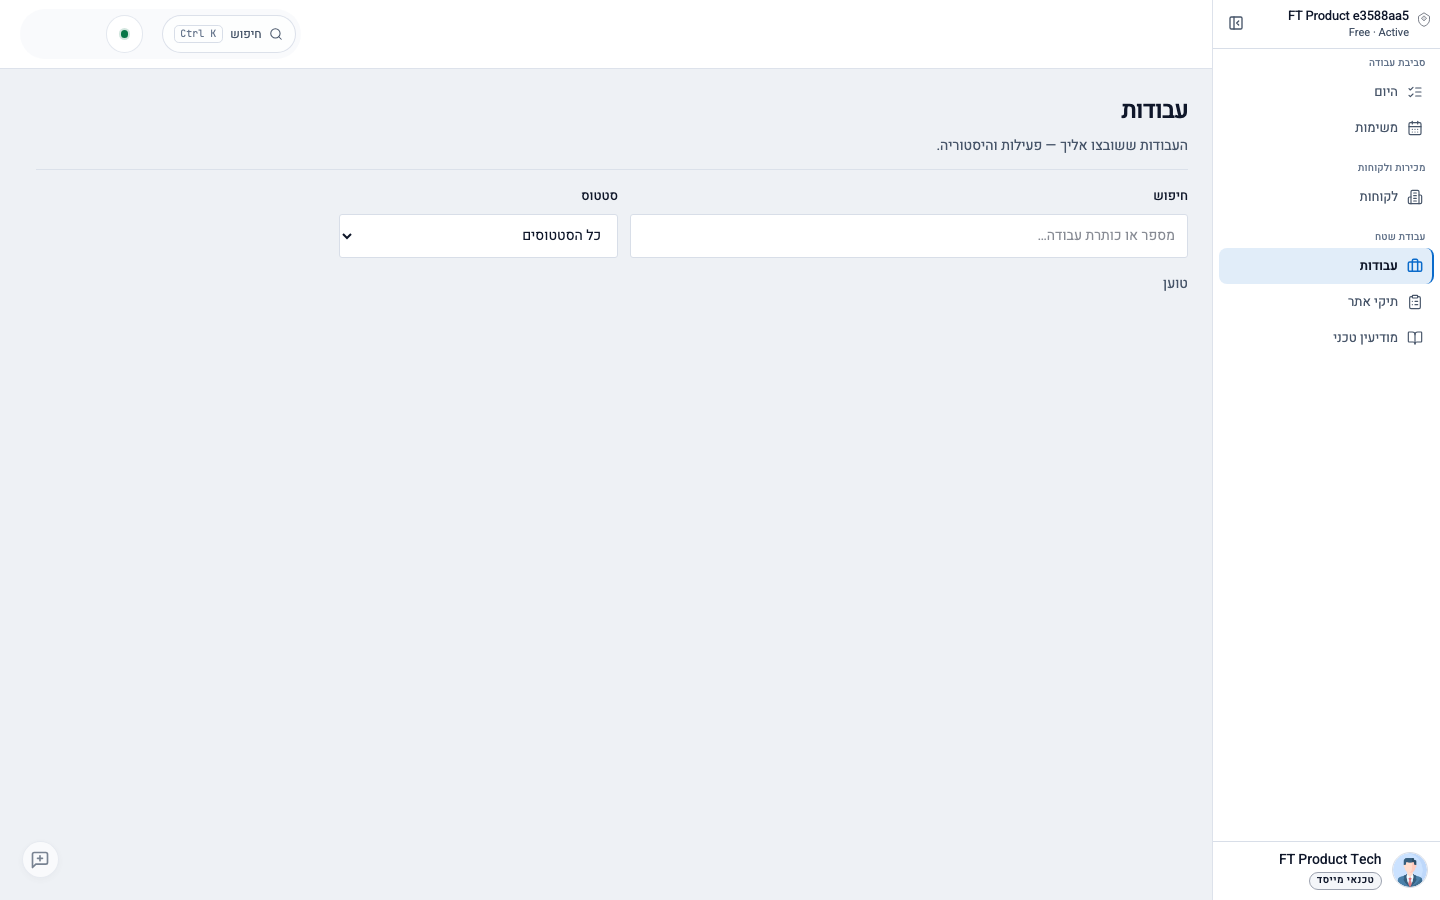 FT Product e3588aa5
Free · Active
סביבת עבודה
היום
משימות
מכירות ולקוחות
לקוחות
עבודת שטח
עבודות
תיקי אתר
מודיעין טכני
FT Product Tech
טכנאי מייסד
חיפוש Ctrl K
עבודות
העבודות ששובצו אליך — פעילות והיסטוריה.
חיפוש
מספר או כותרת עבודה...
סטטוס
כל הסטטוסים
טוען